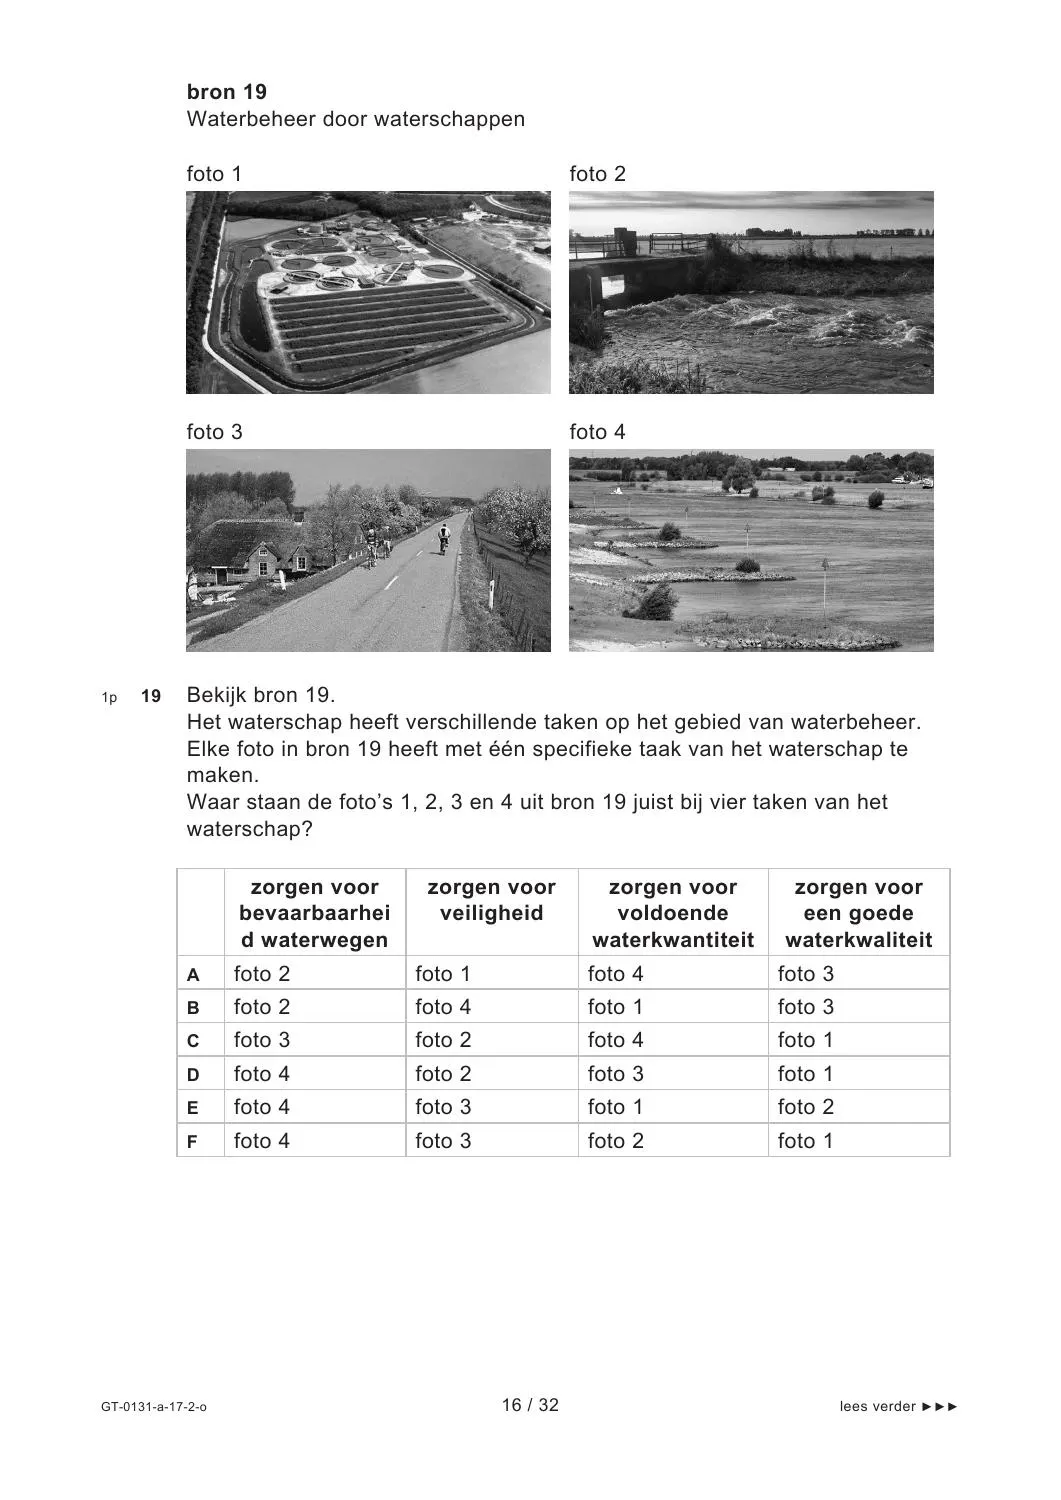 bron 19
Waterbeheer door waterschappen
foto 1
foto 2
foto 3
foto 4
1p 19 Bekijk bron 19.
Het waterschap heeft verschillende taken op het gebied van waterbeheer.
Elke foto in bron 19 heeft met één specifieke taak van het waterschap te
maken.
Waar staan de foto’s 1, 2, 3 en 4 uit bron 19 juist bij vier taken van het
waterschap?
zorgen voor zorgen voor zorgen voor zorgen voor
bevaarbaarhei veiligheid voldoende een goede
d waterwegen waterkwantiteit waterkwaliteit
A foto 2 foto 1 foto 4 foto 3
B foto 2 foto 4 foto 1 foto 3
C foto 3 foto 2 foto 4 foto 1
D foto 4 foto 2 foto 3 foto 1
E foto 4 foto 3 foto 1 foto 2
F foto 4 foto 3 foto 2 foto 1
GT-0131-a-17-2-o 16 / 32 lees verder ►►►